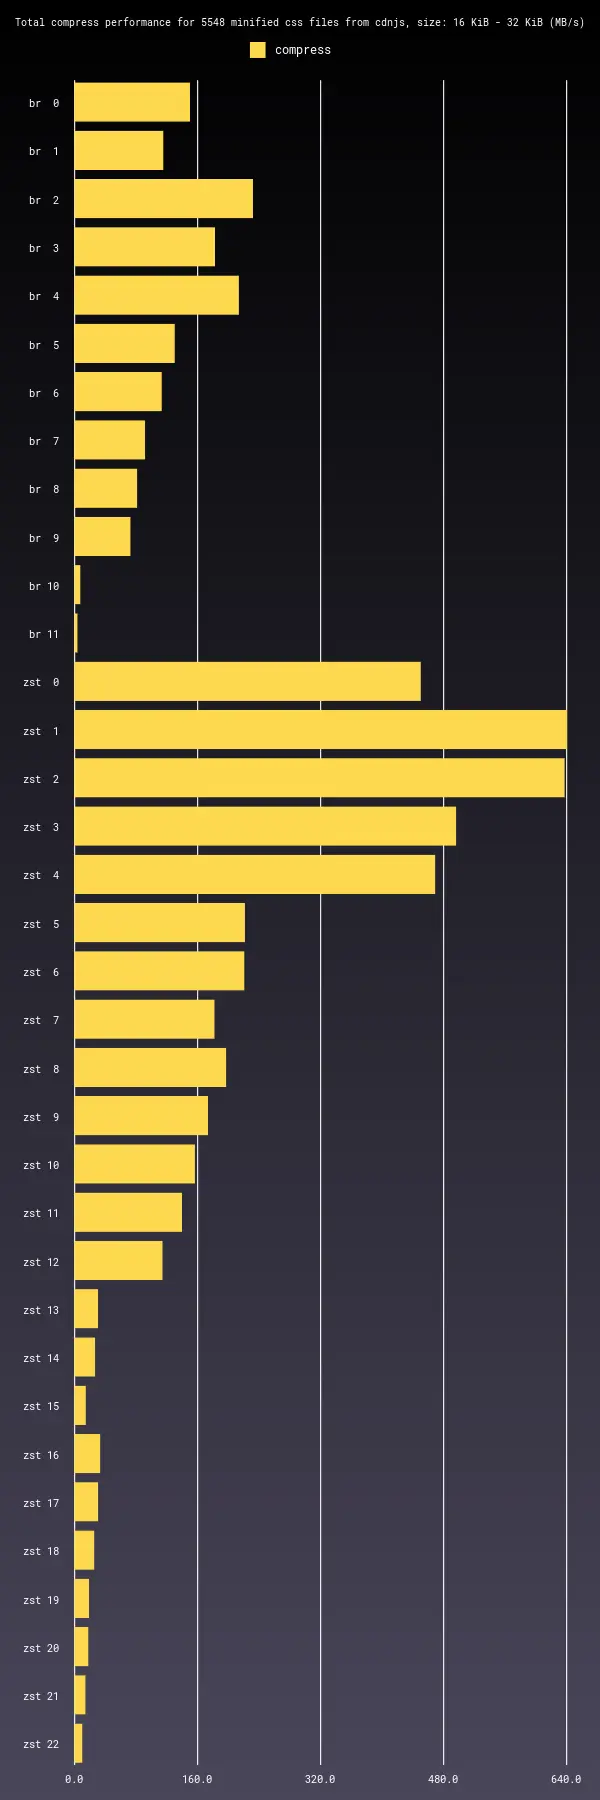 Total compress performance for 5548 minified css files from cdnjs, size: 16 KiB - 32 KiB (MB/s)
compress
br 0
br 1
br 2
br 3
br 4
br 5
br 6
br 7
br 8
br 9
br 10
br 11
zst 0
zst 1
zst 2
zst 3
zst 4
zst 5
zst 6
zst 7
zst 8
zst 9
zst 10
zst 11
zst 12
zst 13
zst 14
zst 15
zst 16
zst 17
zst 18
zst 19
zst 20
zst 21
zst 22
0.0 160.0 320.0 480.0 640.0